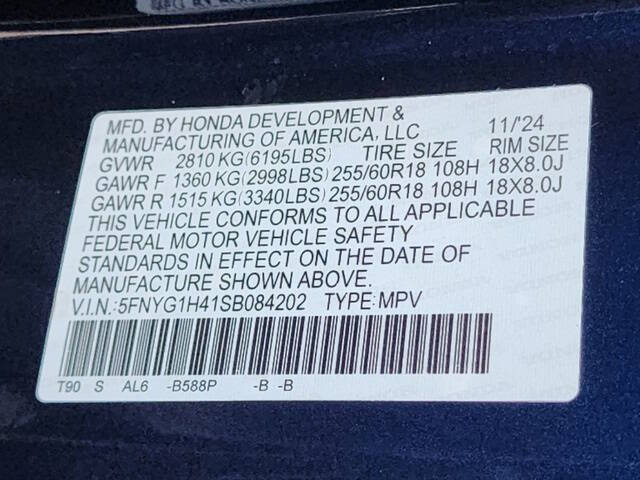 MFD. BY HONDA DEVELOPMENT &
MANUFACTURING OF AMERICA, LLC 11/'24
GVWR 2810 KG(6195LBS) TIRE SIZE RIM SIZE
GAWR F 1360 KG(2998LBS) 255/60R18 108H 18X8.0J
GAWR R 1515 KG(3340LBS) 255/60R18 108H 18X8.0J
THIS VEHICLE CONFORMS TO ALL APPLICABLE
FEDERAL MOTOR VEHICLE SAFETY
STANDARDS IN EFFECT ON THE DATE OF
MANUFACTURE SHOWN ABOVE.
V.I.N.:5FNYG1H41SB084202 TYPE:MPV
T90 S AL6 -B588P -B -B